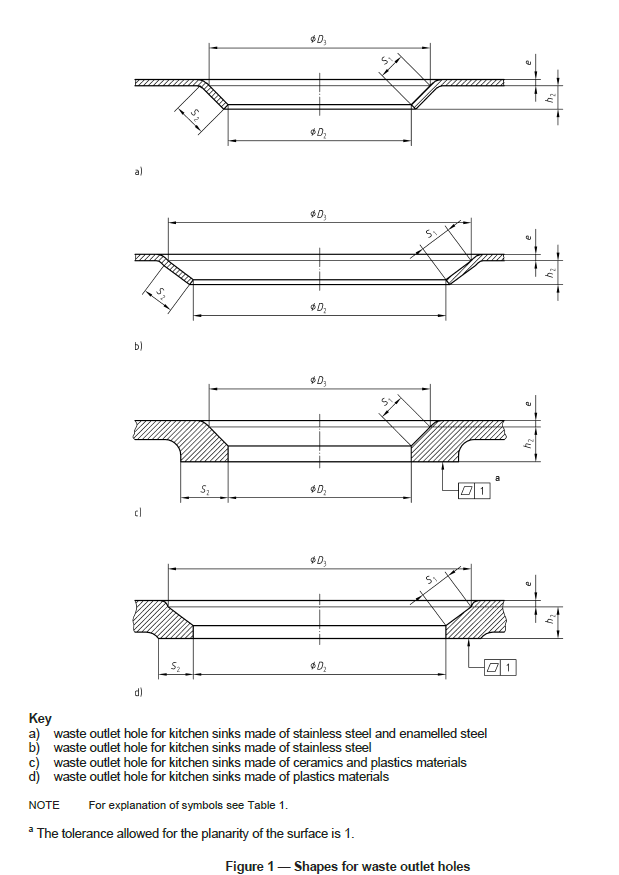 ϕD₃
S₁
e
h₂
S₂
ϕD₂
a)
ϕD₃
S₁
e
h₂
S₂
ϕD₂
b)
ϕD₃
S₁
e
h₂
a
S₂
ϕD₂
1
c)
ϕD₃
S₁
e
h₂
S₂
ϕD₂
1
d)
Key
a) waste outlet hole for kitchen sinks made of stainless steel and enamelled steel
b) waste outlet hole for kitchen sinks made of stainless steel
c) waste outlet hole for kitchen sinks made of ceramics and plastics materials
d) waste outlet hole for kitchen sinks made of plastics materials
NOTE For explanation of symbols see Table 1.
a The tolerance allowed for the planarity of the surface is 1.
Figure 1 — Shapes for waste outlet holes